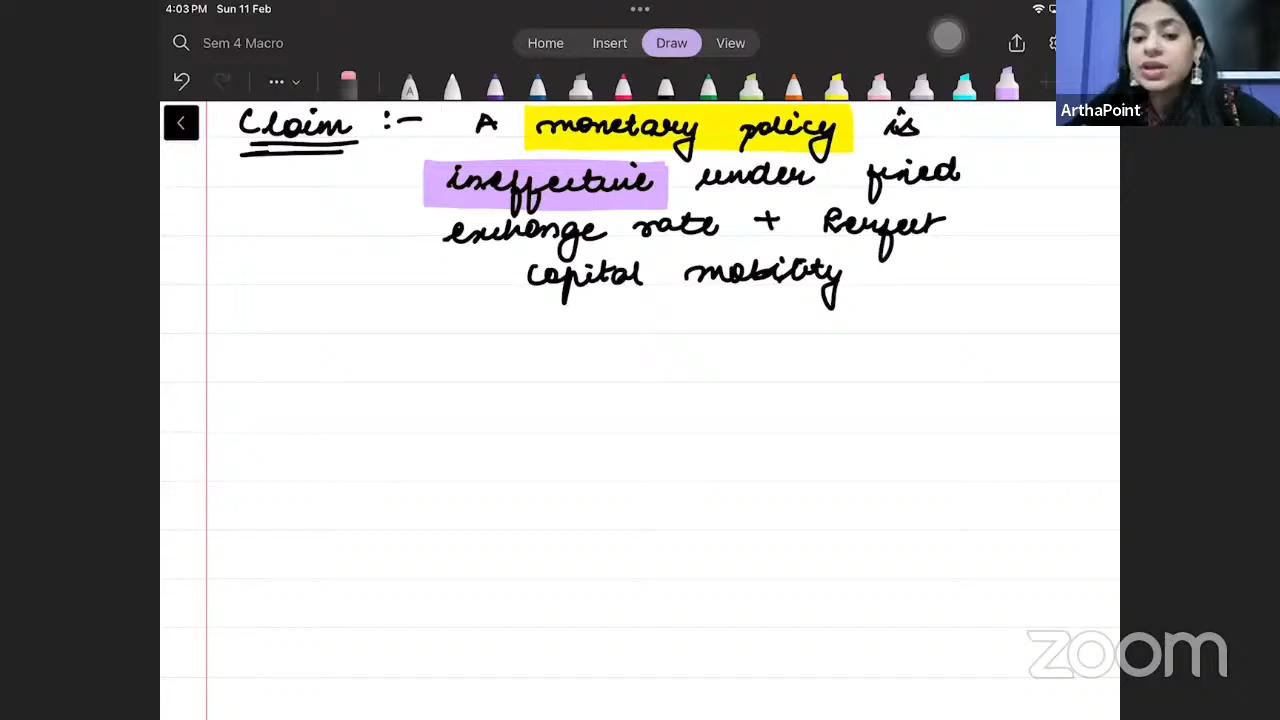 4:03 PM Sun 11 Feb
Sem 4 Macro
Home Insert Draw View
ArthaPoint
Claim :- A monetary policy is
ineffective under fixed
exchange rate + Perfect
capital mobility
zoom